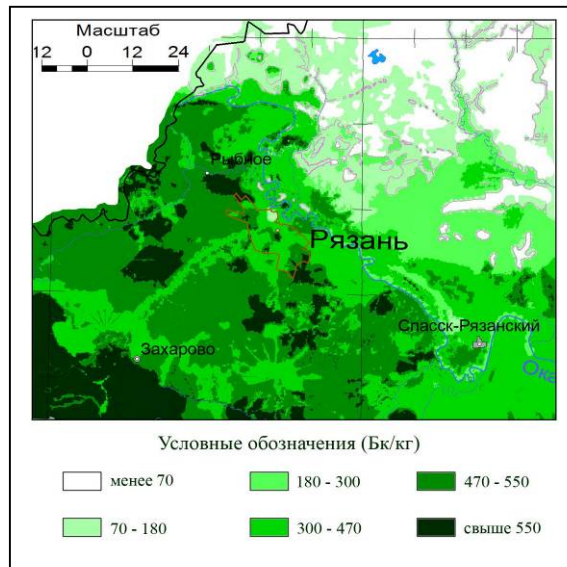 Масштаб
12 0 12 24
Рыбное
Рязань
Спасск-Рязанский
Захарово
Ока
Условные обозначения (Бк/кг)
менее 70
180 - 300
470 - 550
70 - 180
300 - 470
свыше 550